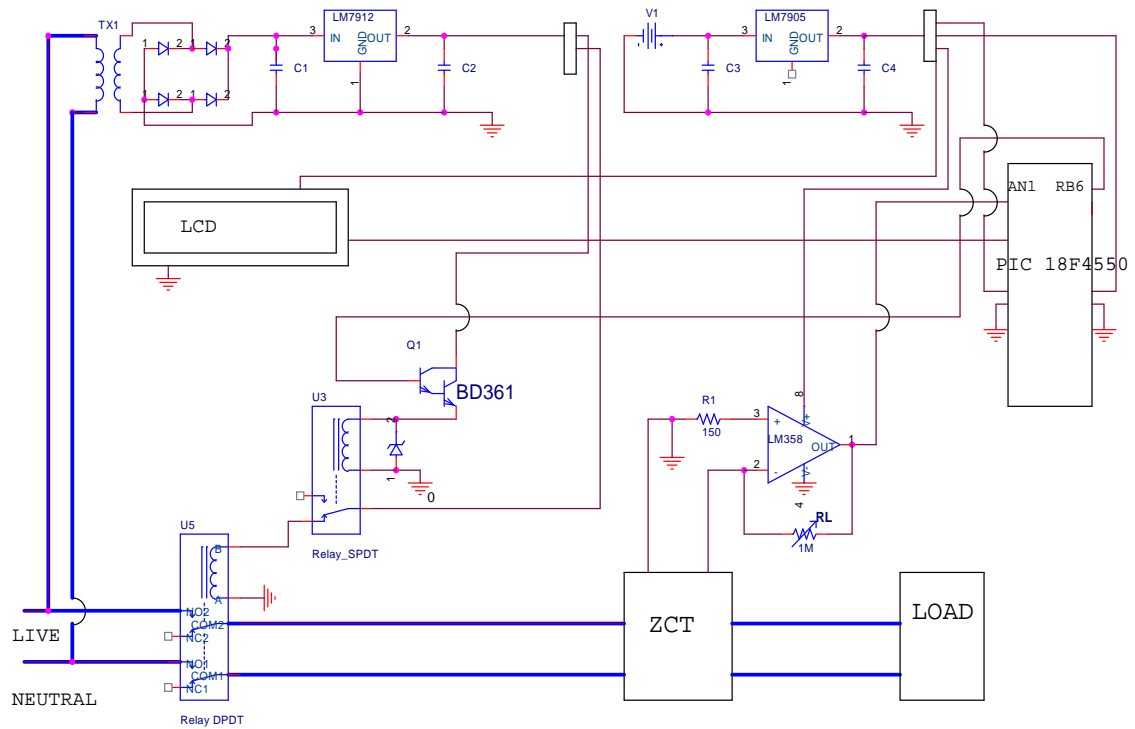 TX1
1 2 1 2
1 2 1 2
C1
LM7912
3 IN OUT 2
GND
1
C2
V1
C3
LM7905
3 IN OUT 2
GND
1
C4
LCD
AN1 RB6
PIC 18F4550
Q1
BD361
U3
2
1
0
Relay_SPDT
R1
150
3 +
2 -
LM358
8
V+
OUT 1
V-
4
RL
1M
U5
B
A
NO2
COM2
NC2
NO1
COM1
NC1
Relay DPDT
LIVE
NEUTRAL
ZCT
LOAD